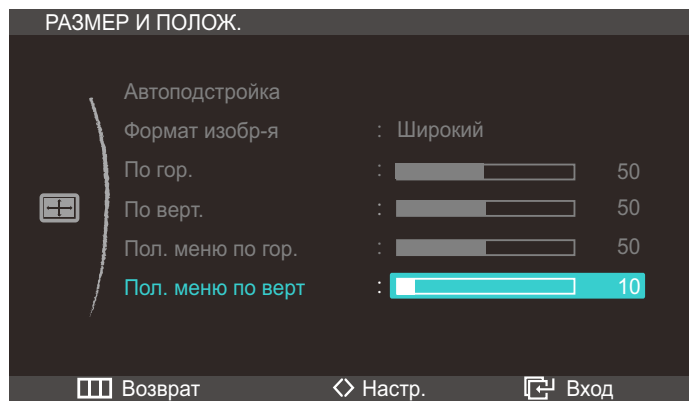 РАЗМЕР И ПОЛОЖ.
Автоподстройка
Формат изобр-я : Широкий
По гор. : 50
По верт. : 50
Пол. меню по гор. : 50
Пол. меню по верт : 10
Возврат Настр. Вход